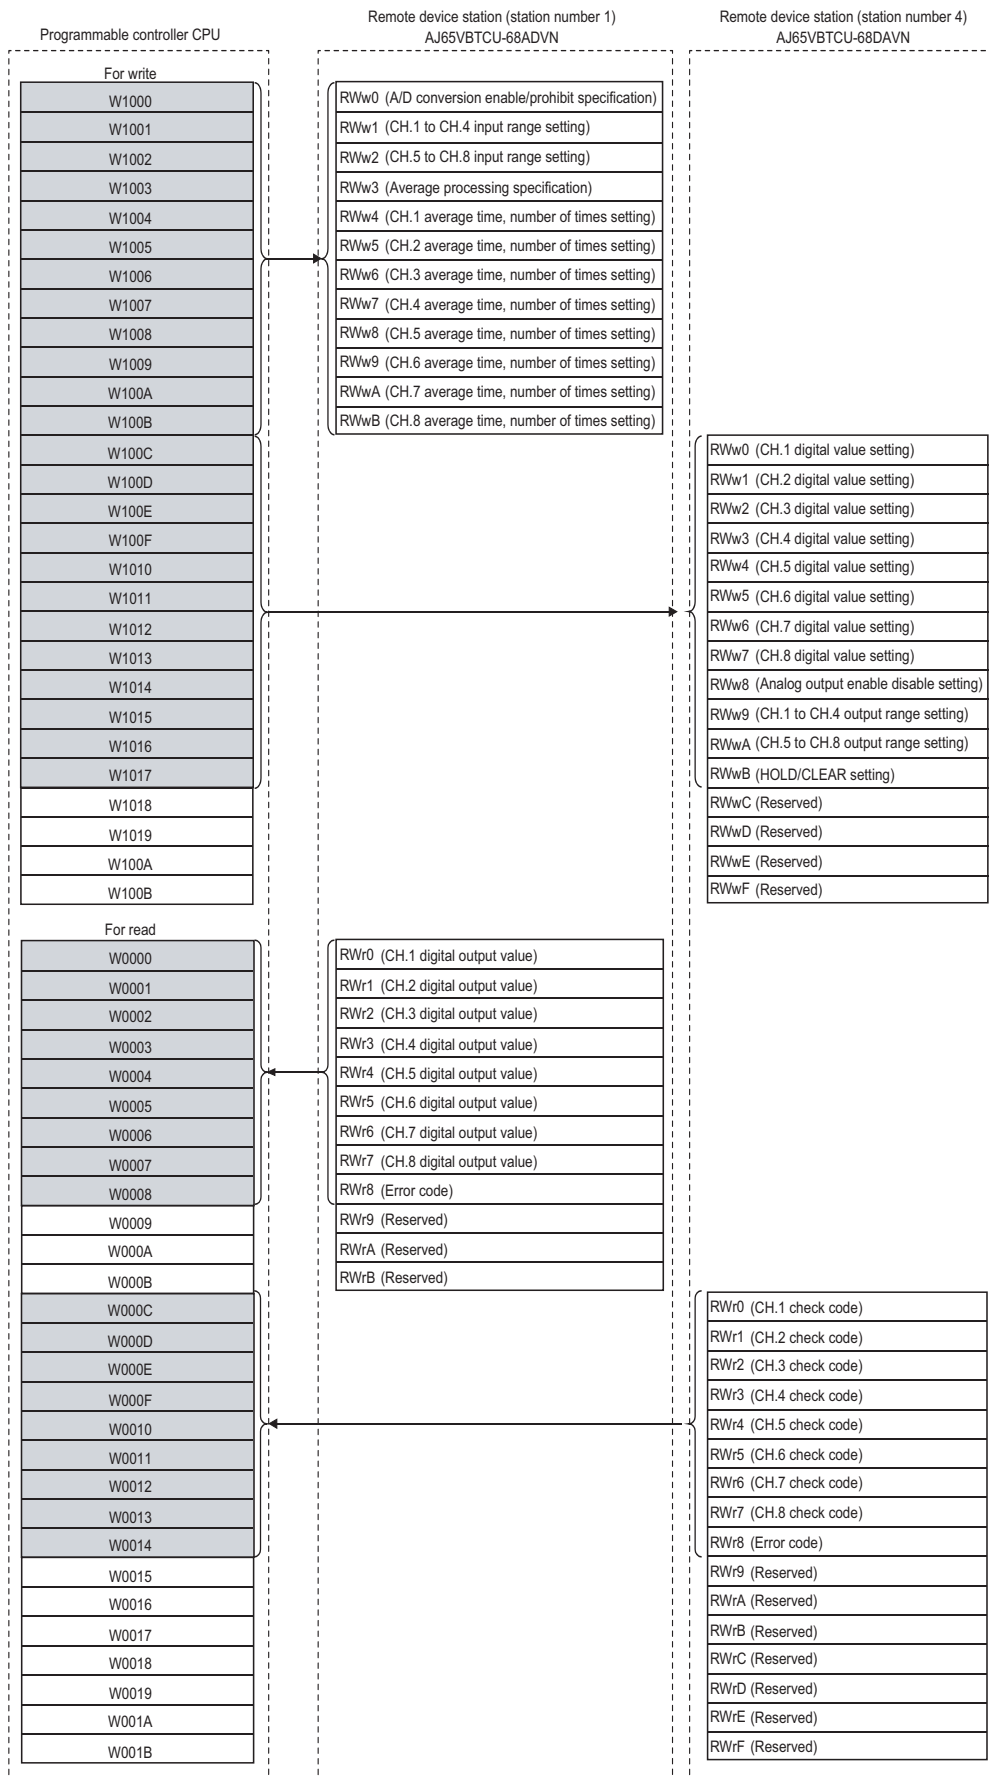 Programmable controller CPU
Remote device station (station number 1)
AJ65VBTCU-68ADVN
Remote device station (station number 4)
AJ65VBTCU-68DAVN
For write
W1000
W1001
W1002
W1003
W1004
W1005
W1006
W1007
W1008
W1009
W100A
W100B
W100C
W100D
W100E
W100F
W1010
W1011
W1012
W1013
W1014
W1015
W1016
W1017
W1018
W1019
W100A
W100B
RWw0 (A/D conversion enable/prohibit specification)
RWw1 (CH.1 to CH.4 input range setting)
RWw2 (CH.5 to CH.8 input range setting)
RWw3 (Average processing specification)
RWw4 (CH.1 average time, number of times setting)
RWw5 (CH.2 average time, number of times setting)
RWw6 (CH.3 average time, number of times setting)
RWw7 (CH.4 average time, number of times setting)
RWw8 (CH.5 average time, number of times setting)
RWw9 (CH.6 average time, number of times setting)
RWwA (CH.7 average time, number of times setting)
RWwB (CH.8 average time, number of times setting)
RWw0 (CH.1 digital value setting)
RWw1 (CH.2 digital value setting)
RWw2 (CH.3 digital value setting)
RWw3 (CH.4 digital value setting)
RWw4 (CH.5 digital value setting)
RWw5 (CH.6 digital value setting)
RWw6 (CH.7 digital value setting)
RWw7 (CH.8 digital value setting)
RWw8 (Analog output enable disable setting)
RWw9 (CH.1 to CH.4 output range setting)
RWwA (CH.5 to CH.8 output range setting)
RWwB (HOLD/CLEAR setting)
RWwC (Reserved)
RWwD (Reserved)
RWwE (Reserved)
RWwF (Reserved)
For read
W0000
W0001
W0002
W0003
W0004
W0005
W0006
W0007
W0008
W0009
W000A
W000B
W000C
W000D
W000E
W000F
W0010
W0011
W0012
W0013
W0014
W0015
W0016
W0017
W0018
W0019
W001A
W001B
RWr0 (CH.1 digital output value)
RWr1 (CH.2 digital output value)
RWr2 (CH.3 digital output value)
RWr3 (CH.4 digital output value)
RWr4 (CH.5 digital output value)
RWr5 (CH.6 digital output value)
RWr6 (CH.7 digital output value)
RWr7 (CH.8 digital output value)
RWr8 (Error code)
RWr9 (Reserved)
RWrA (Reserved)
RWrB (Reserved)
RWr0 (CH.1 check code)
RWr1 (CH.2 check code)
RWr2 (CH.3 check code)
RWr3 (CH.4 check code)
RWr4 (CH.5 check code)
RWr5 (CH.6 check code)
RWr6 (CH.7 check code)
RWr7 (CH.8 check code)
RWr8 (Error code)
RWr9 (Reserved)
RWrA (Reserved)
RWrB (Reserved)
RWrC (Reserved)
RWrD (Reserved)
RWrE (Reserved)
RWrF (Reserved)